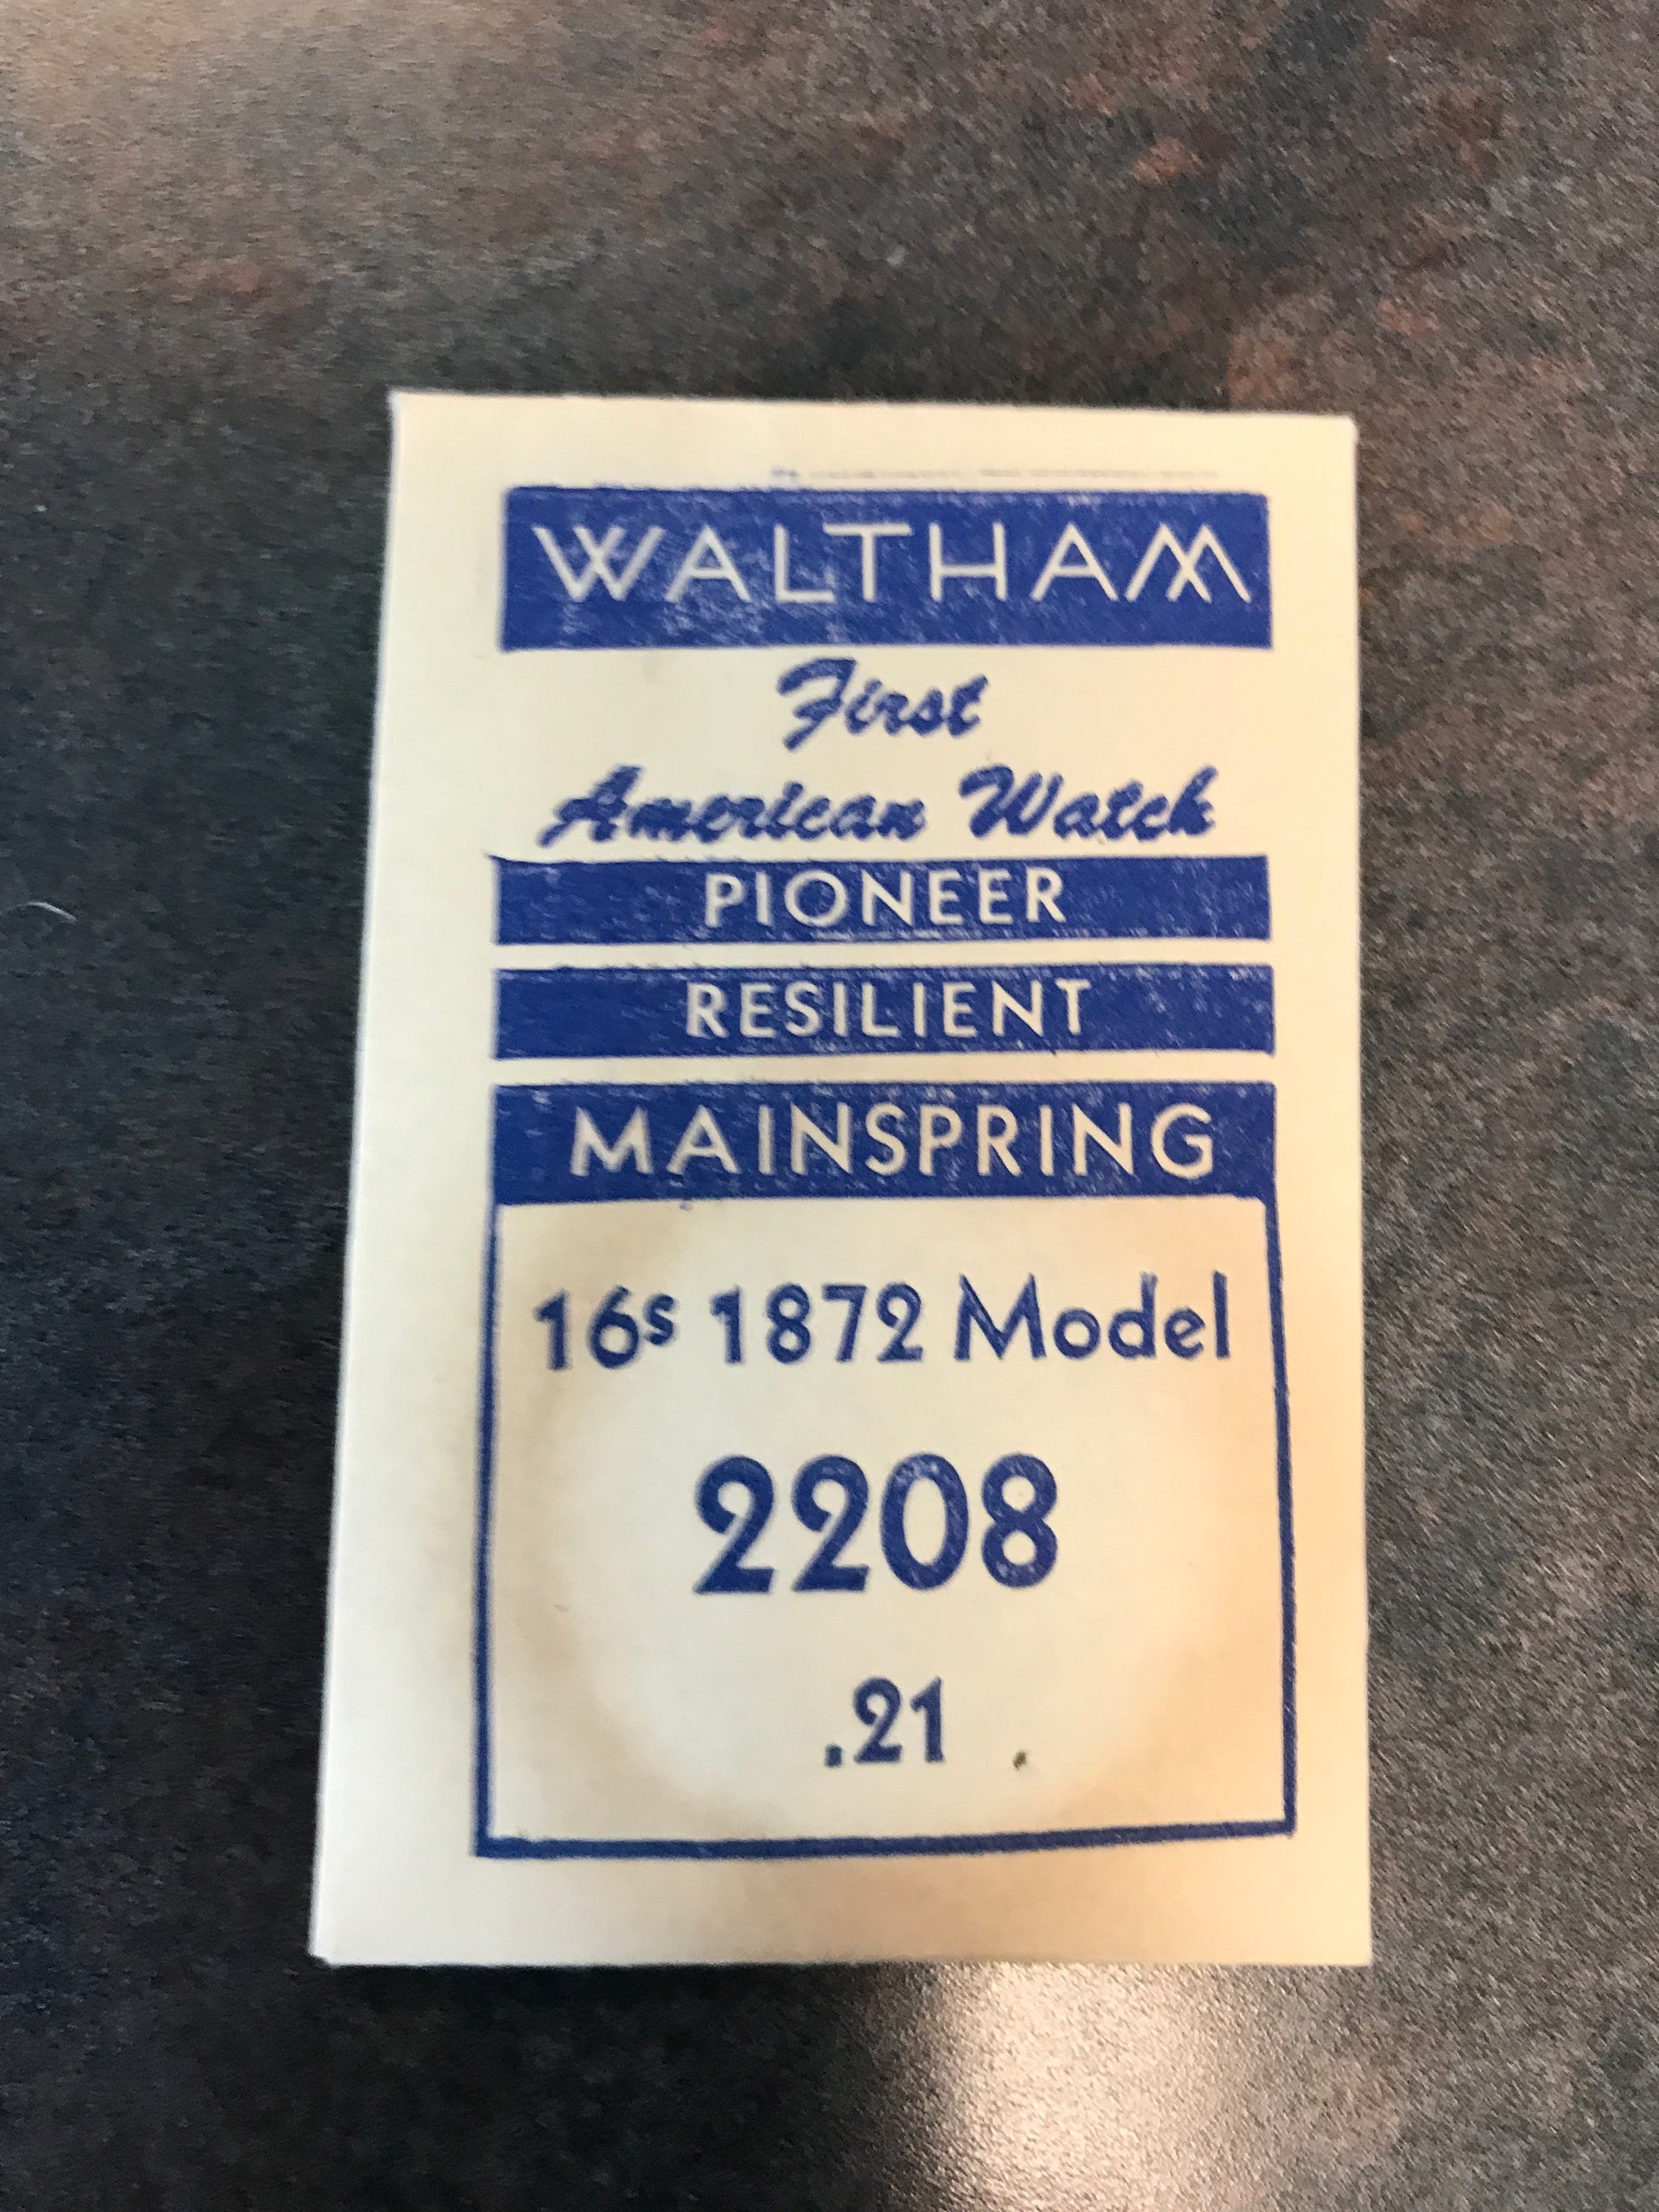 WALTHAM
First
American Watch
PIONEER
RESILIENT
MAINSPRING
16s 1872 Model
2208
.21